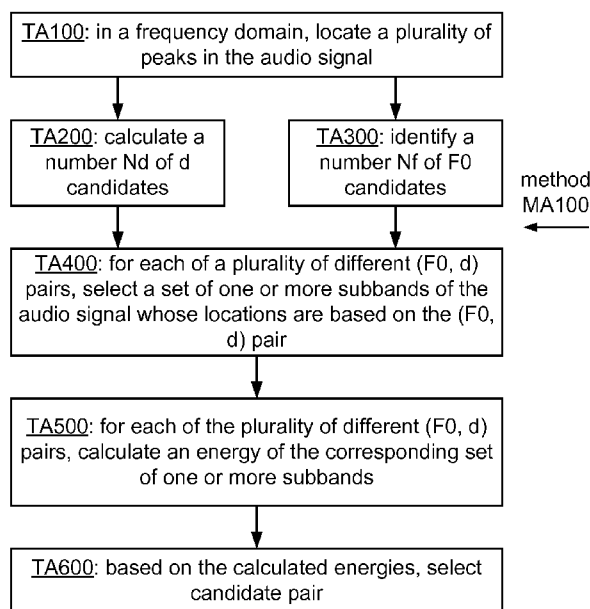 TA100: in a frequency domain, locate a plurality of
peaks in the audio signal
TA200: calculate a
number Nd of d
candidates
TA300: identify a
number Nf of F0
candidates
method
MA100
TA400: for each of a plurality of different (F0, d)
pairs, select a set of one or more subbands of the
audio signal whose locations are based on the (F0,
d) pair
TA500: for each of the plurality of different (F0, d)
pairs, calculate an energy of the corresponding set
of one or more subbands
TA600: based on the calculated energies, select
candidate pair